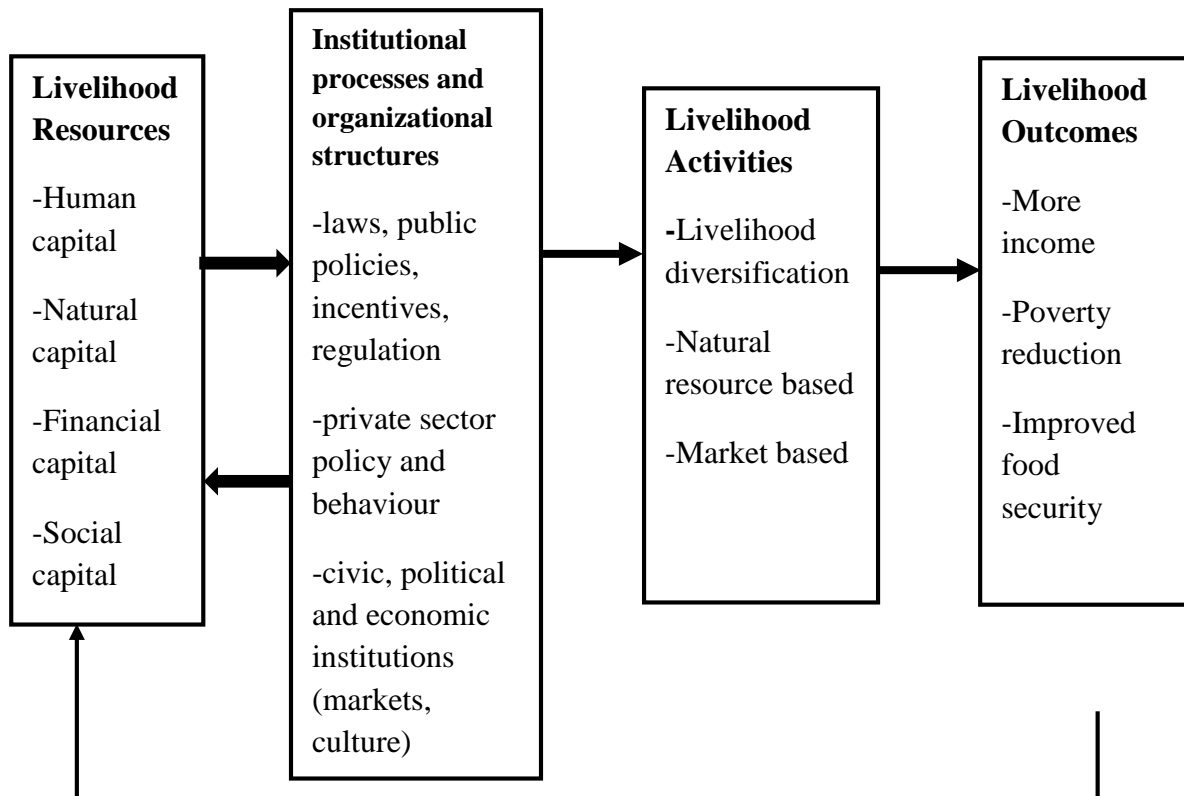 Livelihood
Resources
-Human
capital
-Natural
capital
-Financial
capital
-Social
capital
Institutional
processes and
organizational
structures
-laws, public
policies,
incentives,
regulation
-private sector
policy and
behaviour
-civic, political
and economic
institutions
(markets,
culture)
Livelihood
Activities
-Livelihood
diversification
-Natural
resource based
-Market based
Livelihood
Outcomes
-More
income
-Poverty
reduction
-Improved
food
security